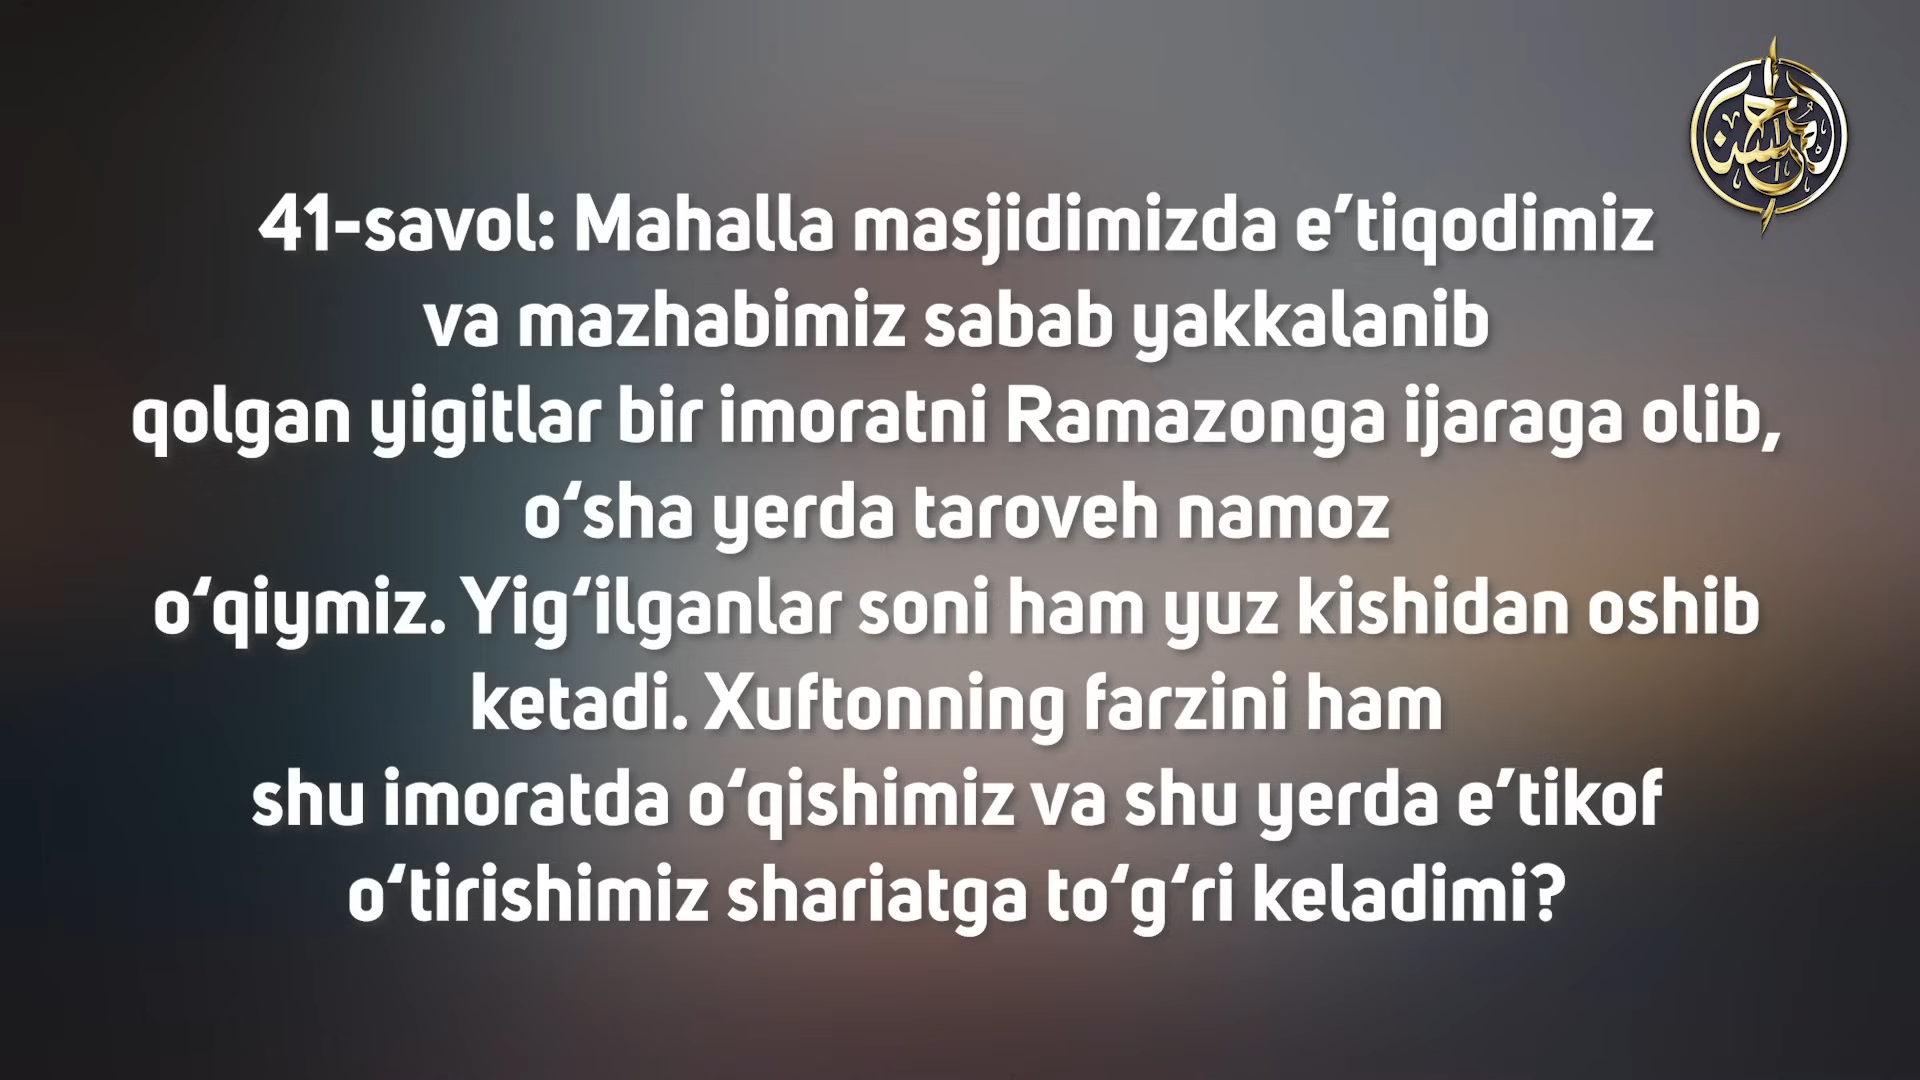 41-savol: Mahalla masjidimizda e’tiqodimiz
va mazhabimiz sabab yakkalanib
qolgan yigitlar bir imoratni Ramazonga ijaraga olib,
o‘sha yerda taroveh namoz
o‘qiymiz. Yig‘ilganlar soni ham yuz kishidan oshib
ketadi. Xuftonning farzini ham
shu imoratda o‘qishimiz va shu yerda e’tikof
o‘tirishimiz shariatga to‘g‘ri keladimi?